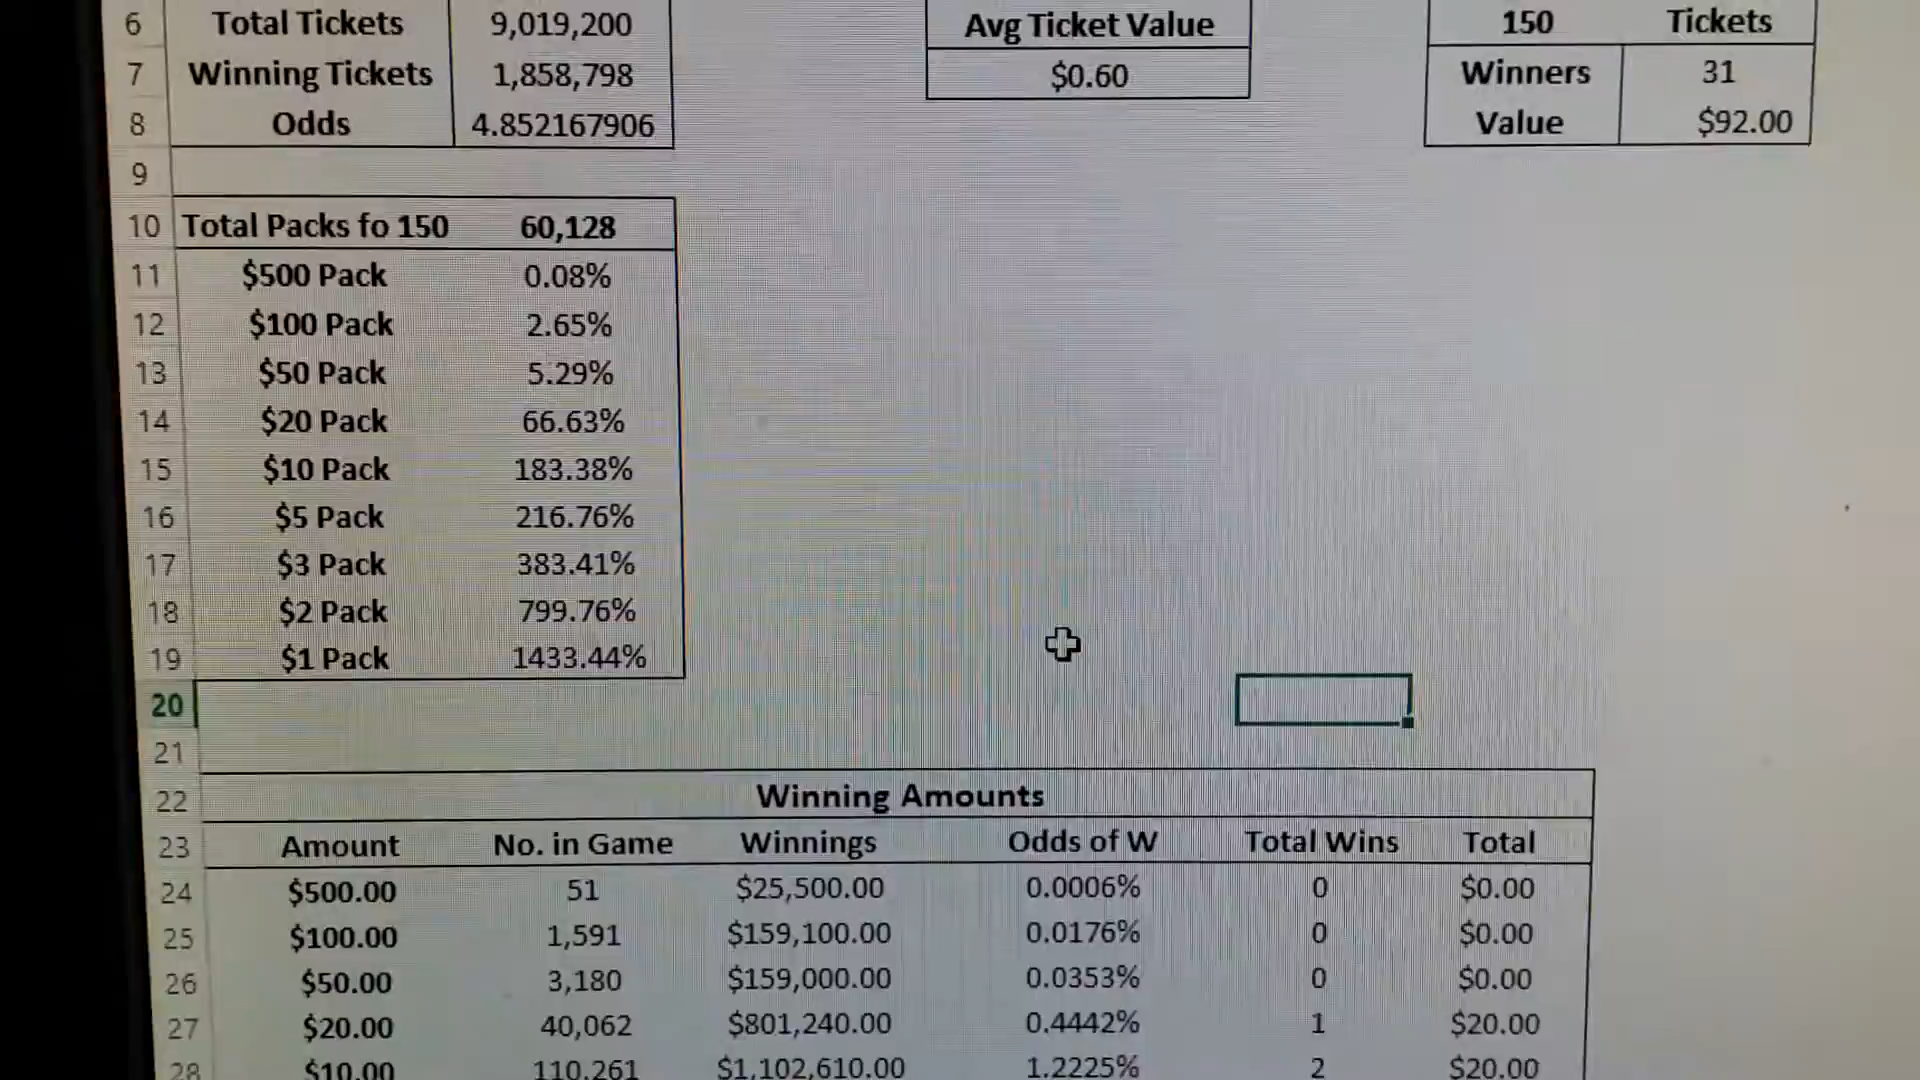 6 Total Tickets 9,019,200 Avg Ticket Value 150 Tickets
7 Winning Tickets 1,858,798 $0.60 Winners 31
8 Odds 4.852167906 Value $92.00
9
10 Total Packs fo 150 60,128
11 $500 Pack 0.08%
12 $100 Pack 2.65%
13 $50 Pack 5.29%
14 $20 Pack 66.63%
15 $10 Pack 183.38%
16 $5 Pack 216.76%
17 $3 Pack 383.41%
18 $2 Pack 799.76%
19 $1 Pack 1433.44%
20
21
22 Winning Amounts
23 Amount No. in Game Winnings Odds of W Total Wins Total
24 $500.00 51 $25,500.00 0.0006% 0 $0.00
25 $100.00 1,591 $159,100.00 0.0176% 0 $0.00
26 $50.00 3,180 $159,000.00 0.0353% 0 $0.00
27 $20.00 40,062 $801,240.00 0.4442% 1 $20.00
28 $10.00 110,261 $1,102,610.00 1.2225% 2 $20.00